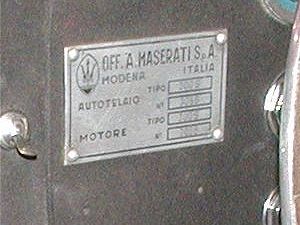 OFF. A. MASERATI S.p.A.
MODENA ITALIA
AUTOTELAIO TIPO
N°
MOTORE TIPO
N°